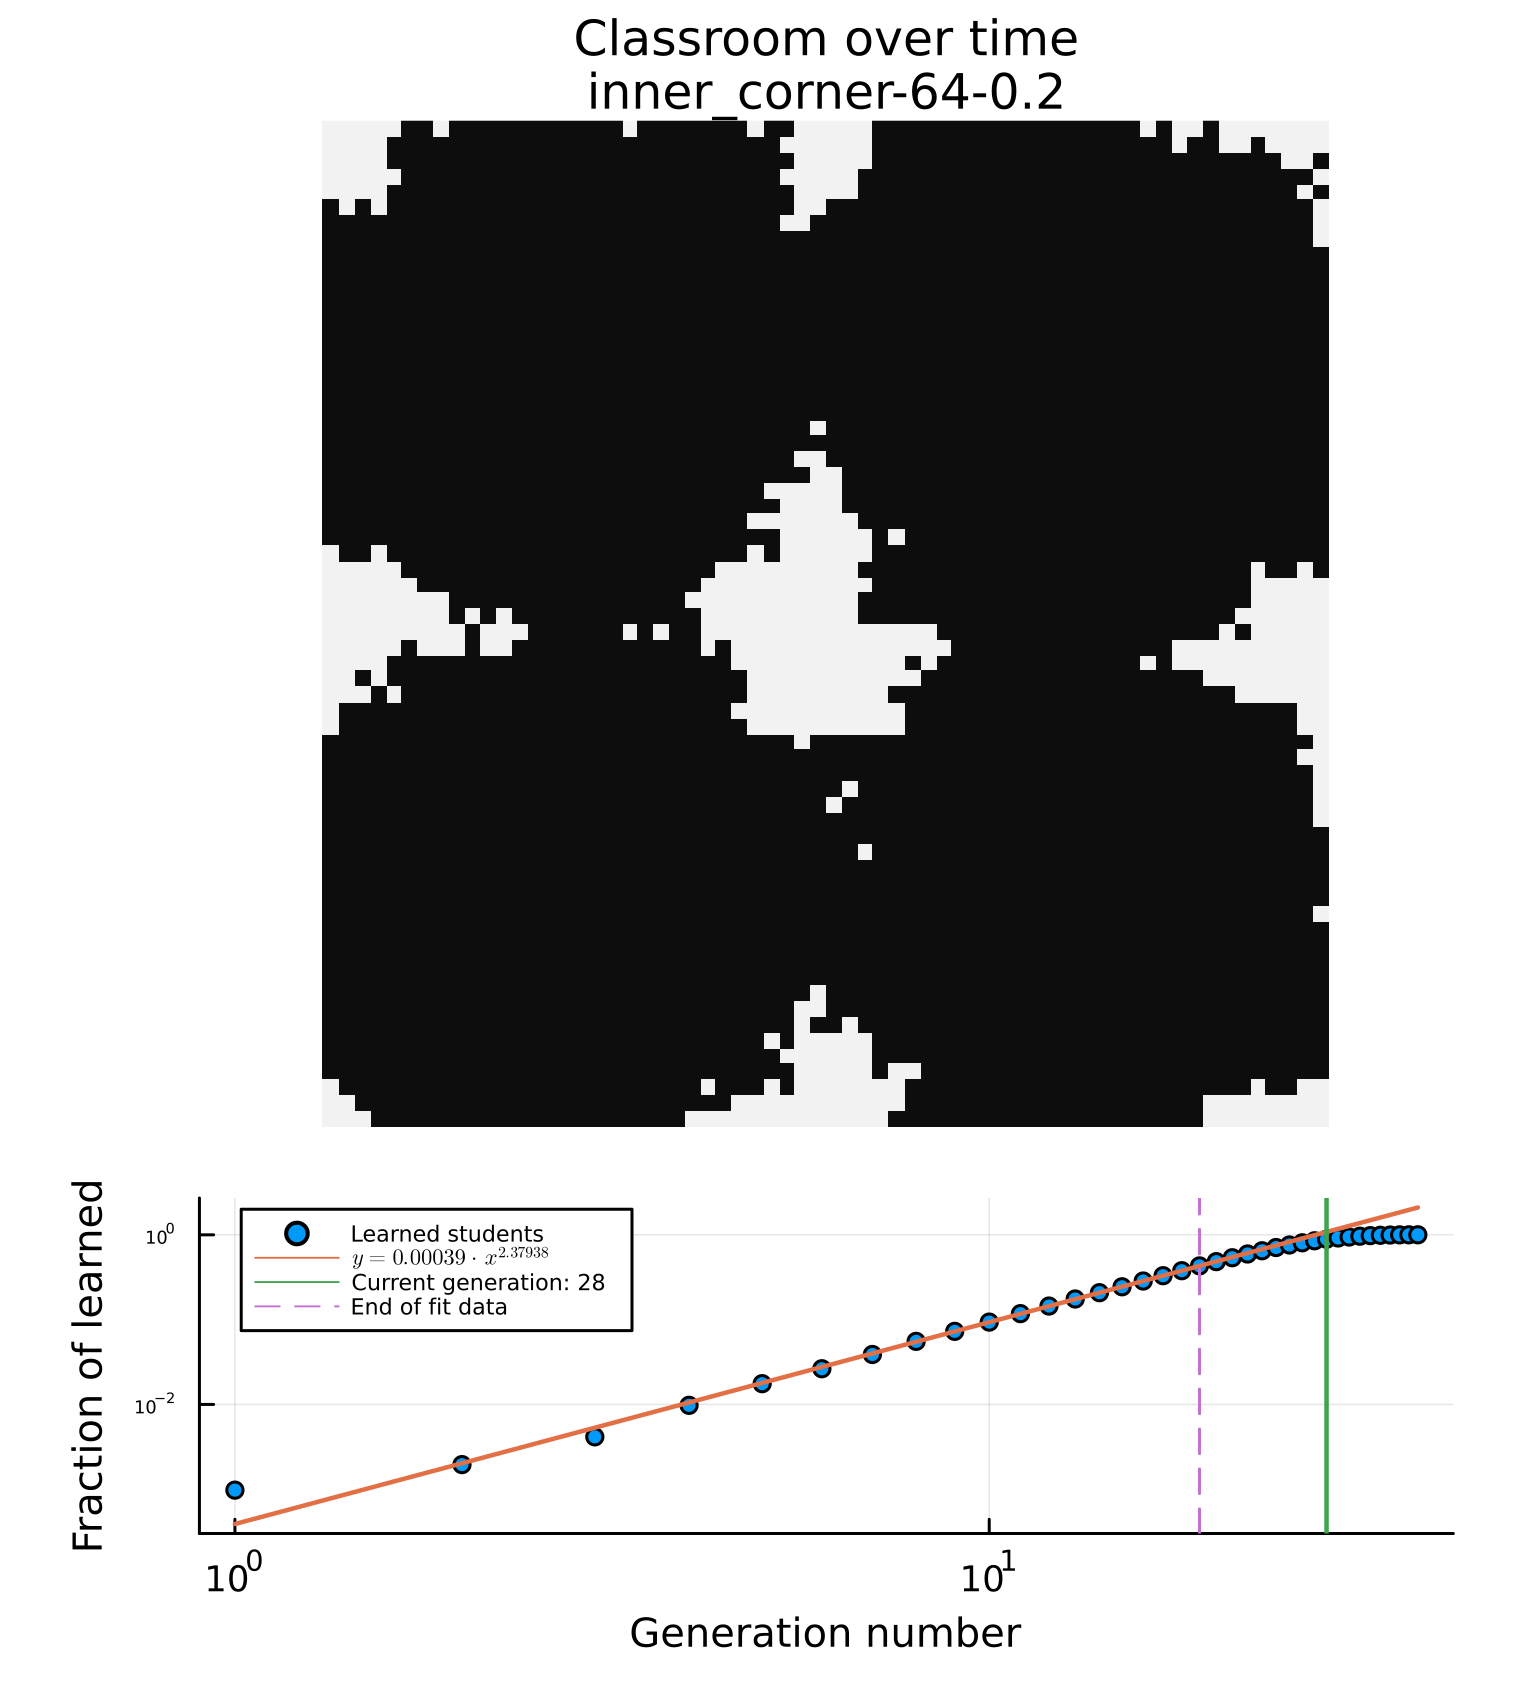 Classroom over time
inner_corner-64-0.2
Fraction of learned
10⁰
10⁻²
Learned students
y = 0.00039 · x^2.37938
Current generation: 28
End of fit data
10⁰
10¹
Generation number